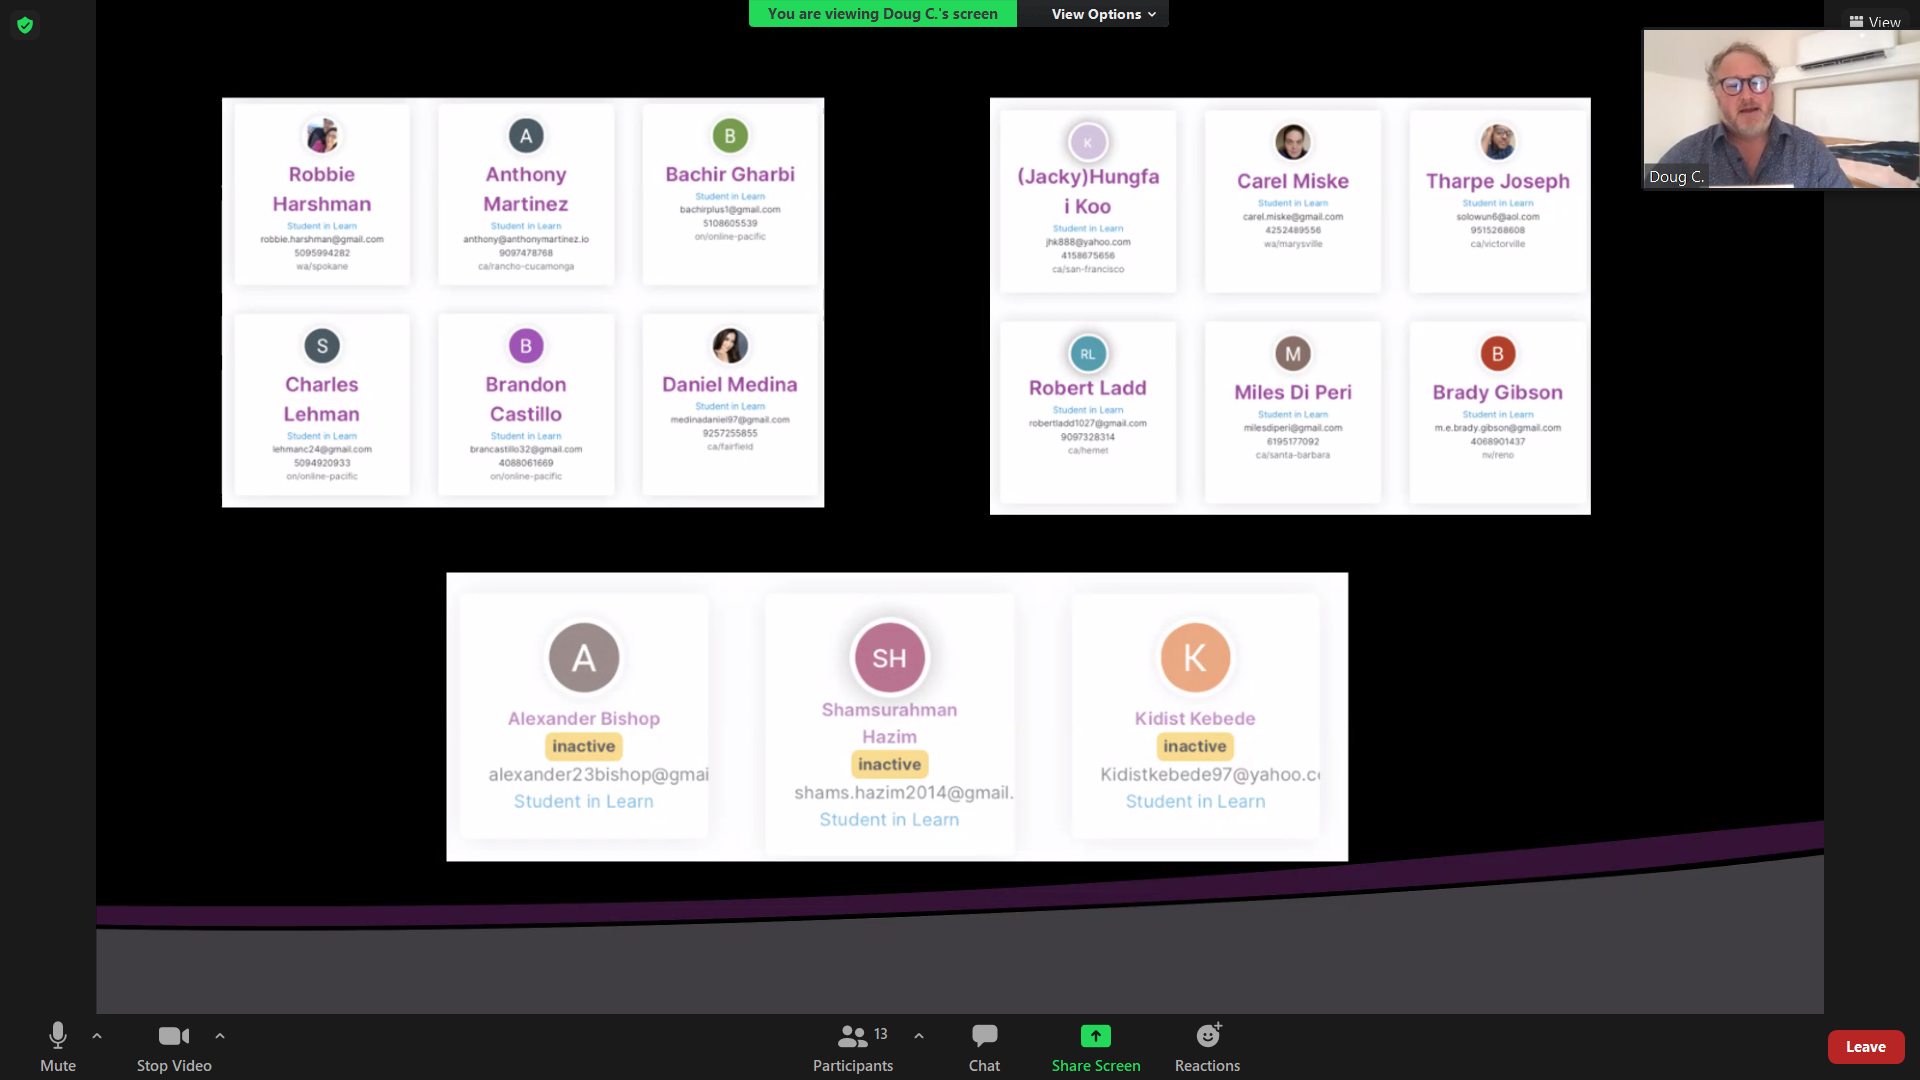 You are viewing Doug C.'s screen
View Options
View
Doug C.
Robbie
Harshman
Student in Learn
robbie.harshman@gmail.com
5095994282
wa/spokane
A
Anthony
Martinez
Student in Learn
anthony@anthonymartinez.io
9097478768
ca/rancho-cucamonga
B
Bachir Gharbi
Student in Learn
bachirplus1@gmail.com
5108605539
on/online-pacific
S
Charles
Lehman
Student in Learn
lehmanc24@gmail.com
5094920933
on/online-pacific
B
Brandon
Castillo
Student in Learn
brancastillo32@gmail.com
4088061669
on/online-pacific
Daniel Medina
Student in Learn
medinadaniel97@gmail.com
9257255855
ca/fairfield
K
(Jacky)Hungfa
i Koo
Student in Learn
jhk888@yahoo.com
4158675656
ca/san-francisco
Carel Miske
Student in Learn
carel.miske@gmail.com
4252489556
wa/marysville
Tharpe Joseph
Student in Learn
solowun6@aol.com
9515268608
ca/victorville
RL
Robert Ladd
Student in Learn
robertladd1027@gmail.com
9097328314
ca/hemet
M
Miles Di Peri
Student in Learn
milesdiperi@gmail.com
6195177092
ca/santa-barbara
B
Brady Gibson
Student in Learn
m.e.brady.gibson@gmail.com
4068901437
nv/reno
A
Alexander Bishop
inactive
alexander23bishop@gmai
Student in Learn
SH
Shamsurahman
Hazim
inactive
shams.hazim2014@gmail.
Student in Learn
K
Kidist Kebede
inactive
Kidistkebede97@yahoo.c
Student in Learn
Mute
Stop Video
Participants
13
Chat
Share Screen
Reactions
Leave